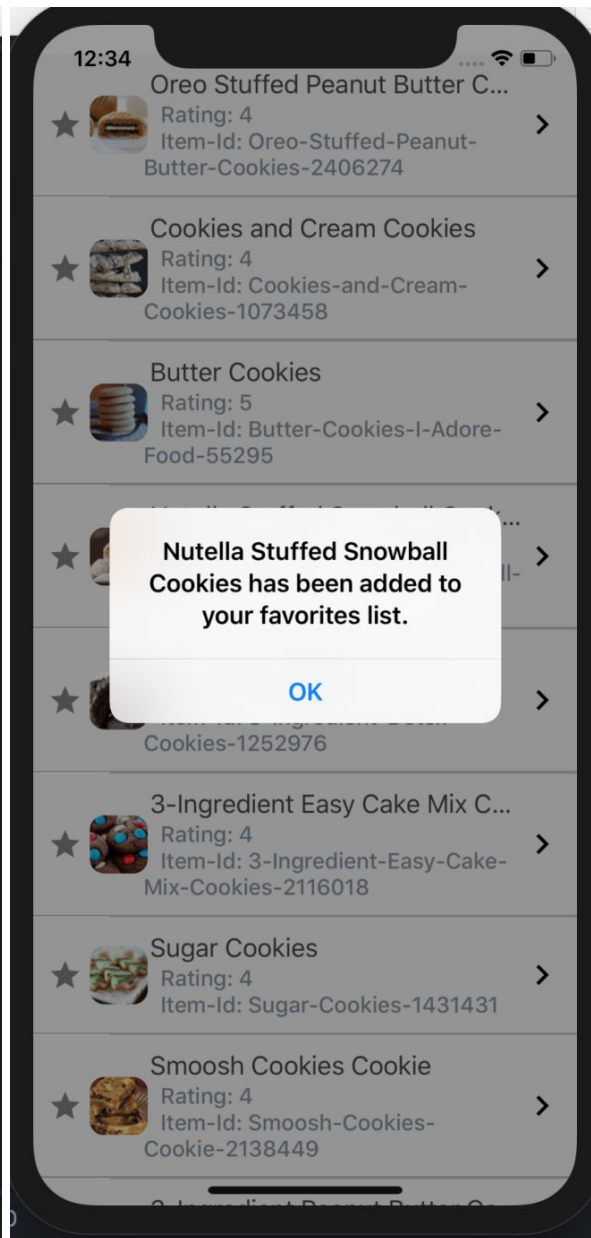 12:34
Oreo Stuffed Peanut Butter C...
Rating: 4
Item-Id: Oreo-Stuffed-Peanut-
Butter-Cookies-2406274
Cookies and Cream Cookies
Rating: 4
Item-Id: Cookies-and-Cream-
Cookies-1073458
Butter Cookies
Rating: 5
Item-Id: Butter-Cookies-I-Adore-
Food-55295
Nutella Stuffed Snowball
Cookies has been added to
your favorites list.
OK
Cookies-1252976
3-Ingredient Easy Cake Mix C...
Rating: 4
Item-Id: 3-Ingredient-Easy-Cake-
Mix-Cookies-2116018
Sugar Cookies
Rating: 4
Item-Id: Sugar-Cookies-1431431
Smoosh Cookies Cookie
Rating: 4
Item-Id: Smoosh-Cookies-
Cookie-2138449